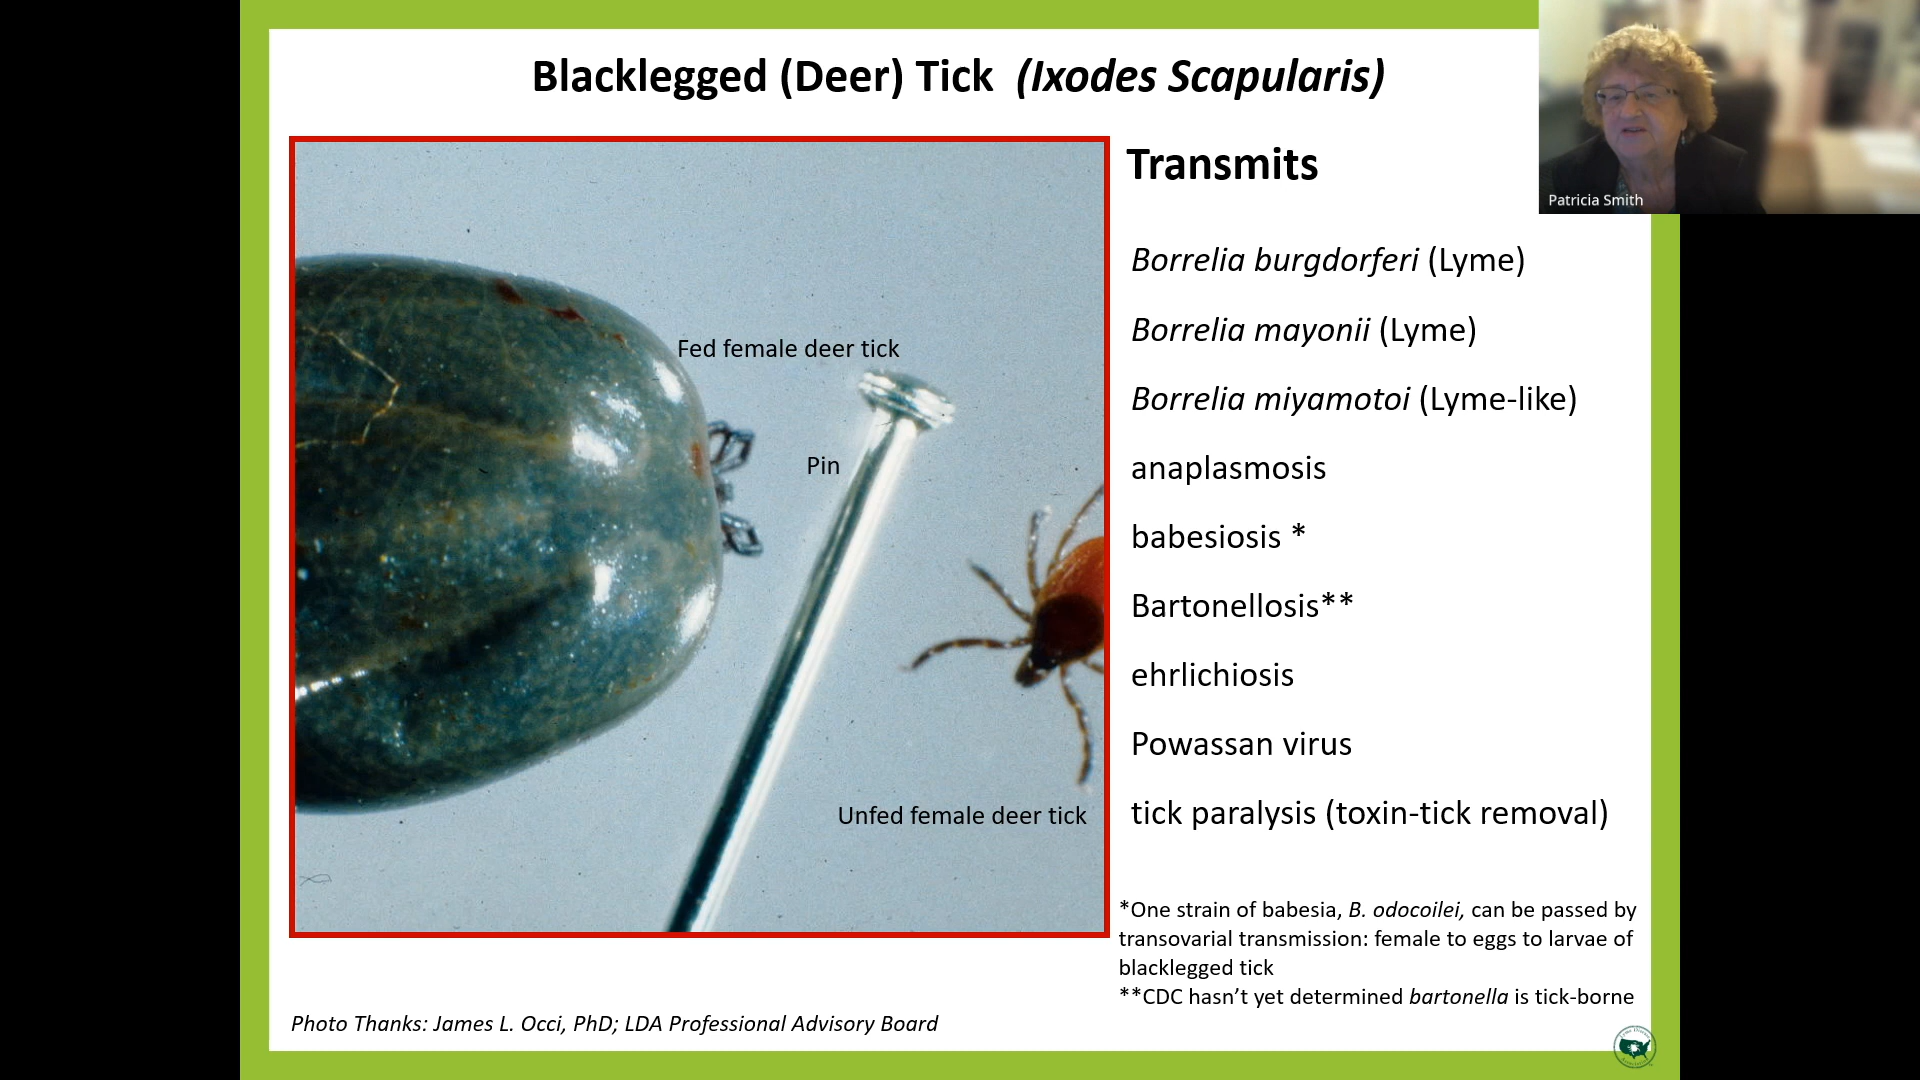 Blacklegged (Deer) Tick (Ixodes Scapularis)
Patricia Smith
Fed female deer tick
Pin
Unfed female deer tick
Transmits
Borrelia burgdorferi (Lyme)
Borrelia mayonii (Lyme)
Borrelia miyamotoi (Lyme-like)
anaplasmosis
babesiosis *
Bartonellosis**
ehrlichiosis
Powassan virus
tick paralysis (toxin-tick removal)
*One strain of babesia, B. odocoilei, can be passed by
transovarial transmission: female to eggs to larvae of
blacklegged tick
**CDC hasn’t yet determined bartonella is tick-borne
Photo Thanks: James L. Occi, PhD; LDA Professional Advisory Board